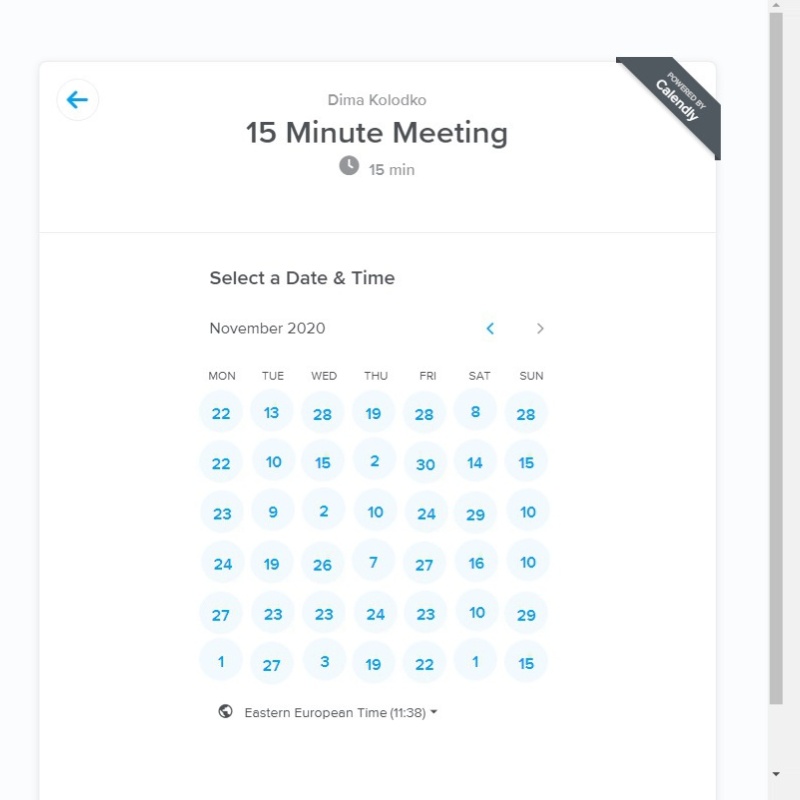 Dima Kolodko
15 Minute Meeting
15 min
POWERED BY
Calendly
Select a Date & Time
November 2020
MON TUE WED THU FRI SAT SUN
22 13 28 19 28 8 28
22 10 15 2 30 14 15
23 9 2 10 24 29 10
24 19 26 7 27 16 10
27 23 23 24 23 10 29
1 27 3 19 22 1 15
Eastern European Time (11:38)